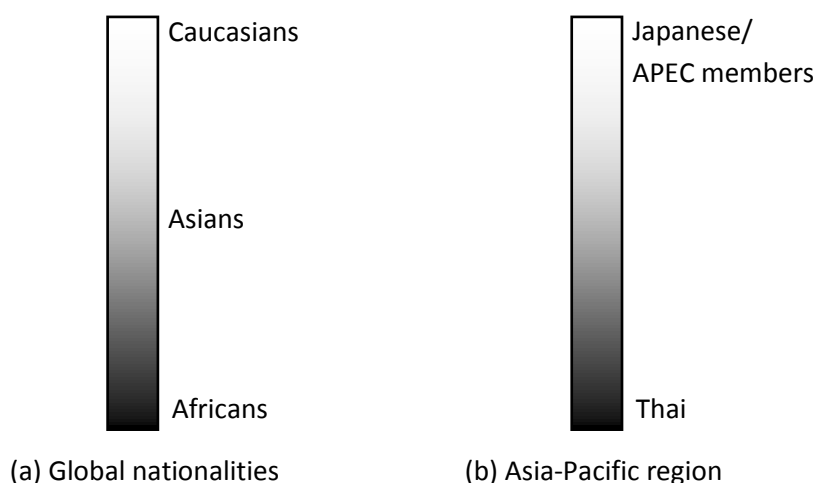 Caucasians
Asians
Africans
(a) Global nationalities
Japanese/
APEC members
Thai
(b) Asia-Pacific region